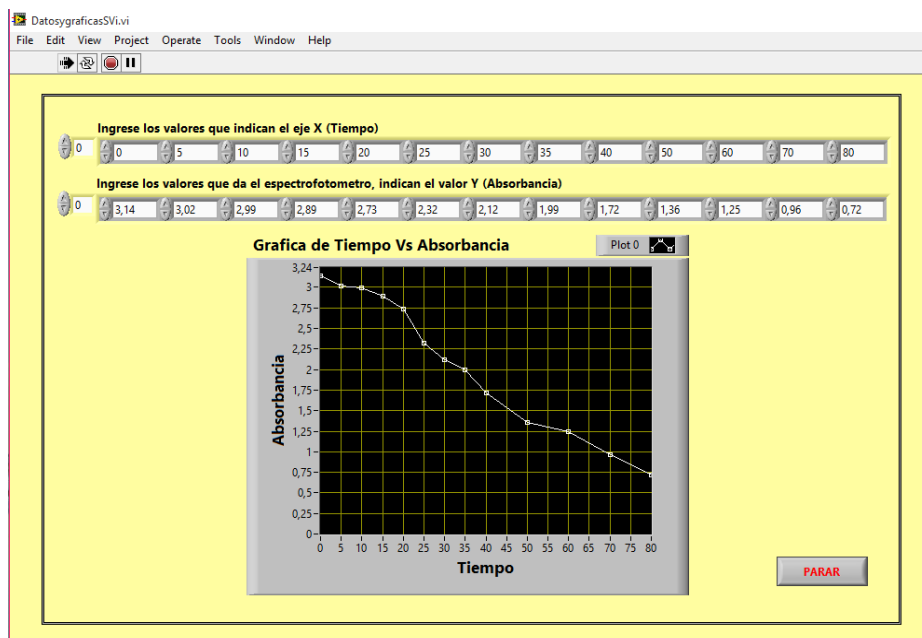 DatosygraficasSVi.vi
File Edit View Project Operate Tools Window Help
Ingrese los valores que indican el eje X (Tiempo)
0 0 5 10 15 20 25 30 35 40 50 60 70 80
Ingrese los valores que da el espectrofotometro, indican el valor Y (Absorbancia)
0 3,14 3,02 2,99 2,89 2,73 2,32 2,12 1,99 1,72 1,36 1,25 0,96 0,72
Grafica de Tiempo Vs Absorbancia
Plot 0
Absorbancia
3,24
3
2,75
2,5
2,25
2
1,75
1,5
1,25
1
0,75
0,5
0,25
0
0 5 10 15 20 25 30 35 40 45 50 55 60 65 70 75 80
Tiempo
PARAR